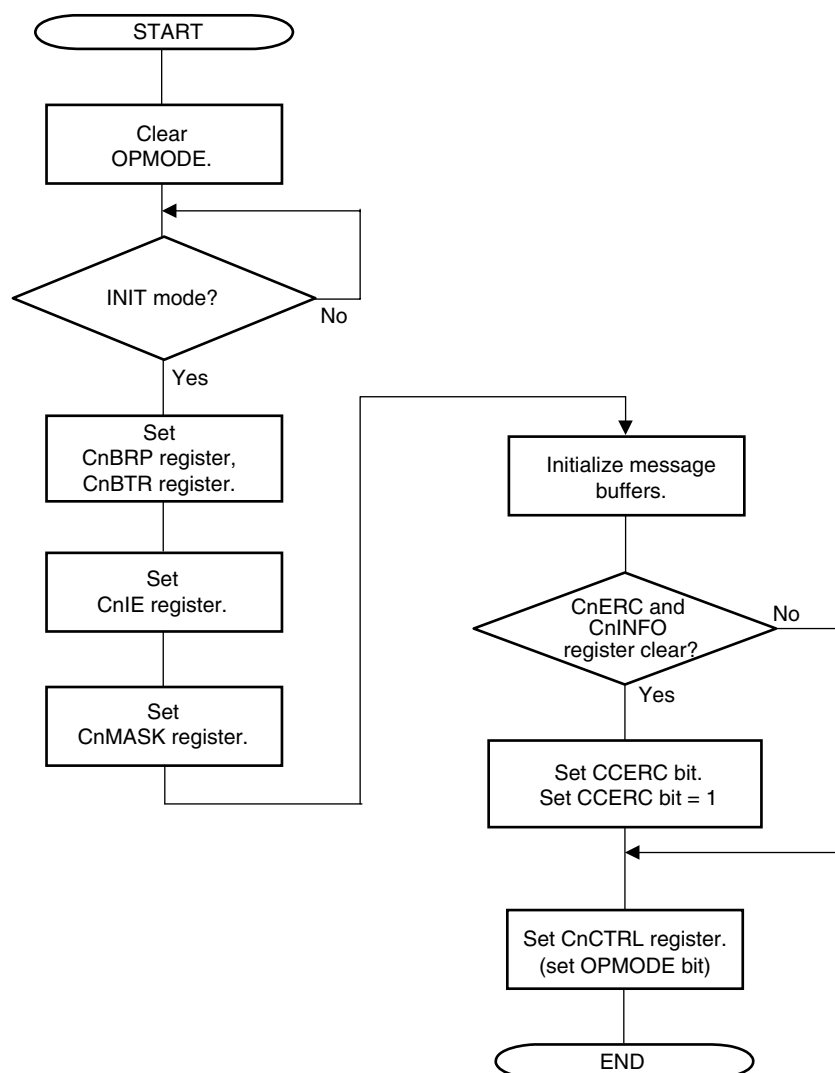 START
Clear
OPMODE.
INIT mode?
No
Yes
Set
CnBRP register,
CnBTR register.
Set
CnIE register.
Set
CnMASK register.
Initialize message
buffers.
CnERC and
CnINFO
register clear?
No
Yes
Set CCERC bit.
Set CCERC bit = 1
Set CnCTRL register.
(set OPMODE bit)
END